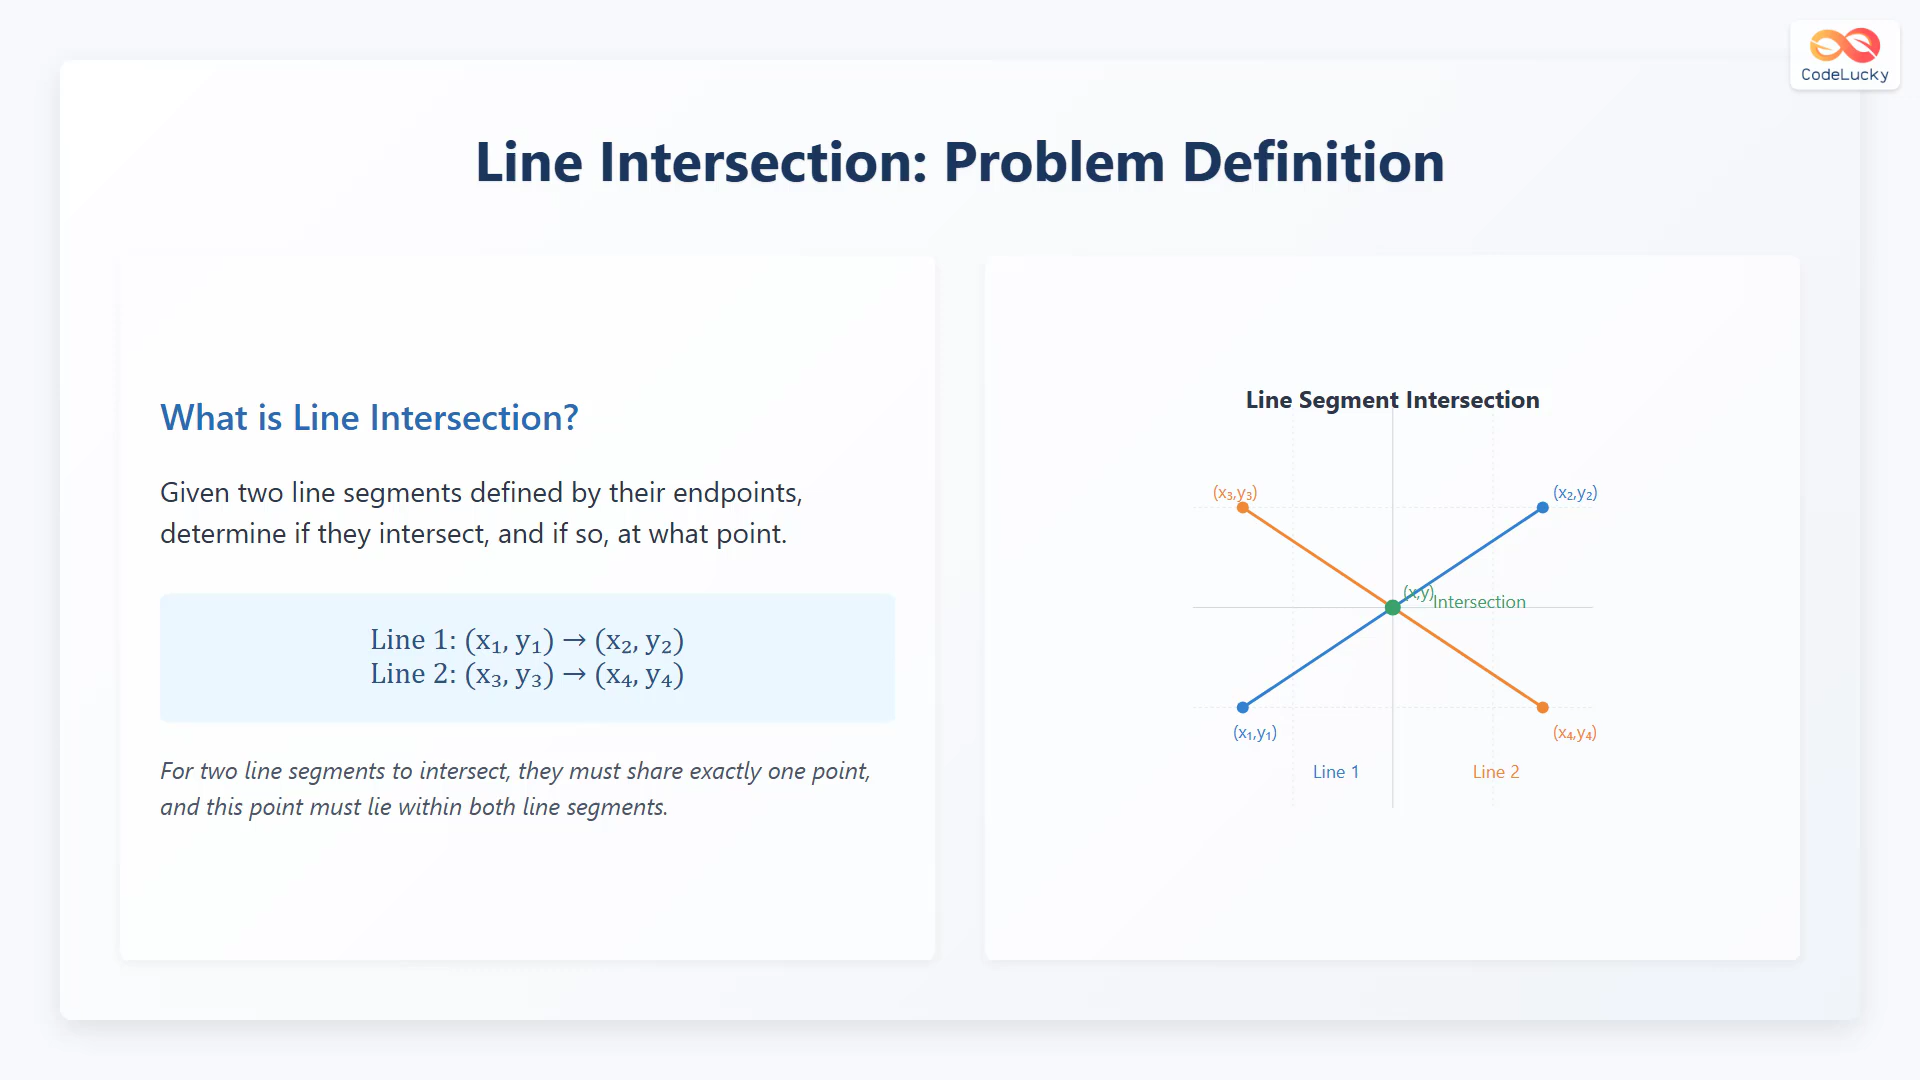 CodeLucky
Line Intersection: Problem Definition
What is Line Intersection?
Given two line segments defined by their endpoints,
determine if they intersect, and if so, at what point.
Line 1: (x₁, y₁) → (x₂, y₂)
Line 2: (x₃, y₃) → (x₄, y₄)
For two line segments to intersect, they must share exactly one point,
and this point must lie within both line segments.
Line Segment Intersection
(x₃,y₃)
(x₂,y₂)
(x,y)
Intersection
(x₁,y₁)
(x₄,y₄)
Line 1
Line 2